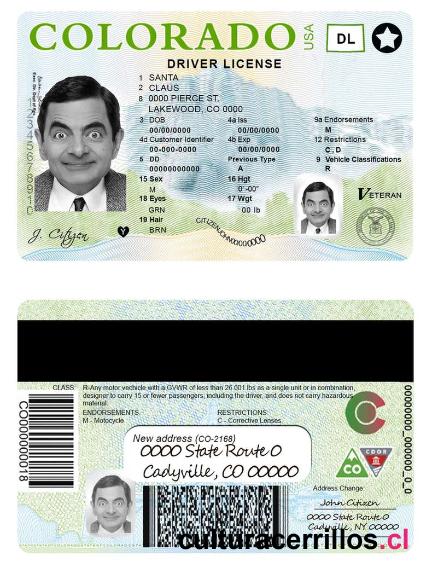 COLORADO USA DL
DRIVER LICENSE
1 SANTA
2 CLAUS
8 0000 PIERCE ST,
LAKEWOOD, CO 0000
3 DOB 4a Iss 9a Endorsements
00/00/0000 00/00/0000 M
4d Customer Identifier 4b Exp 12 Restrictions
00-000-0000 00/00/0000 C, D
5 DD Previous Type 9 Vehicle Classifications
00000000000 A R
15 Sex 16 Hgt
M 0'-00"
18 Eyes 17 Wgt
GRN 00 lb
19 Hair
BRN
VETERAN
J. Citizen
V
CLASS: R-Any motor vechicle with a GVWR of less than 26.001 lbs as a single unit or in combination,
designer to carry 15 or fewer passengers, including the driver, and does not carry hazardous
material.
ENDORSEMENTS: RESTRICTIONS:
M - Motocycle C - Corrective Lenses
CO000000018
New address (CO-2168)
0000 State Route 0
Cadyville, CO 00000
CO CDOR
Address Change
John Citizen
0000 State Route 0
Cadyville, NY 00000
culturacerrillos.cl